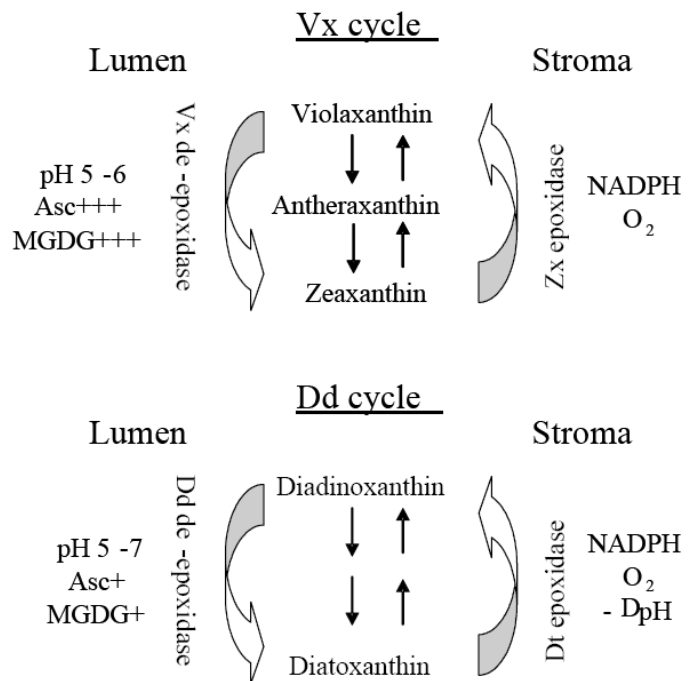 Vx cycle
Lumen
Stroma
Vx de -epoxidase
pH 5 -6
Asc+++
MGDG+++
Violaxanthin
Antheraxanthin
Zeaxanthin
Zx epoxidase
NADPH
O2
Dd cycle
Lumen
Stroma
Dd de -epoxidase
pH 5 -7
Asc+
MGDG+
Diadinoxanthin
Diatoxanthin
Dt epoxidase
NADPH
O2
- DpH